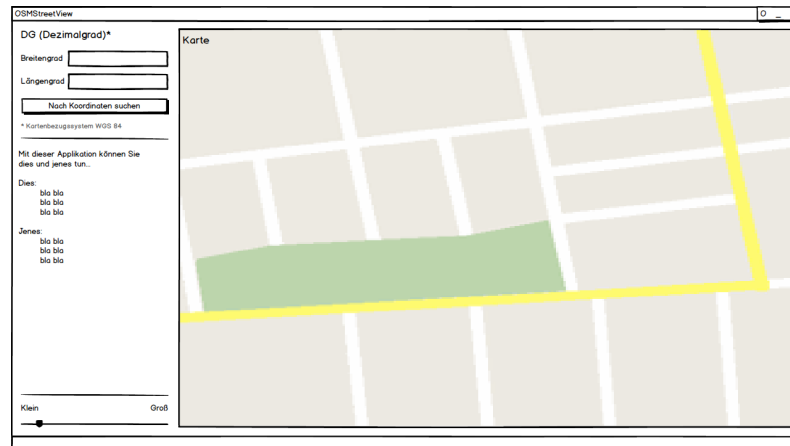 OSMStreetView
DG (Dezimalgrad)*
Breitengrad
Längengrad
Nach Koordinaten suchen
* Kartenbezugssystem WGS 84
Mit dieser Applikation können Sie
dies und jenes tun...
Dies:
bla bla
bla bla
bla bla
Jenes:
bla bla
bla bla
bla bla
Klein Groß
Karte